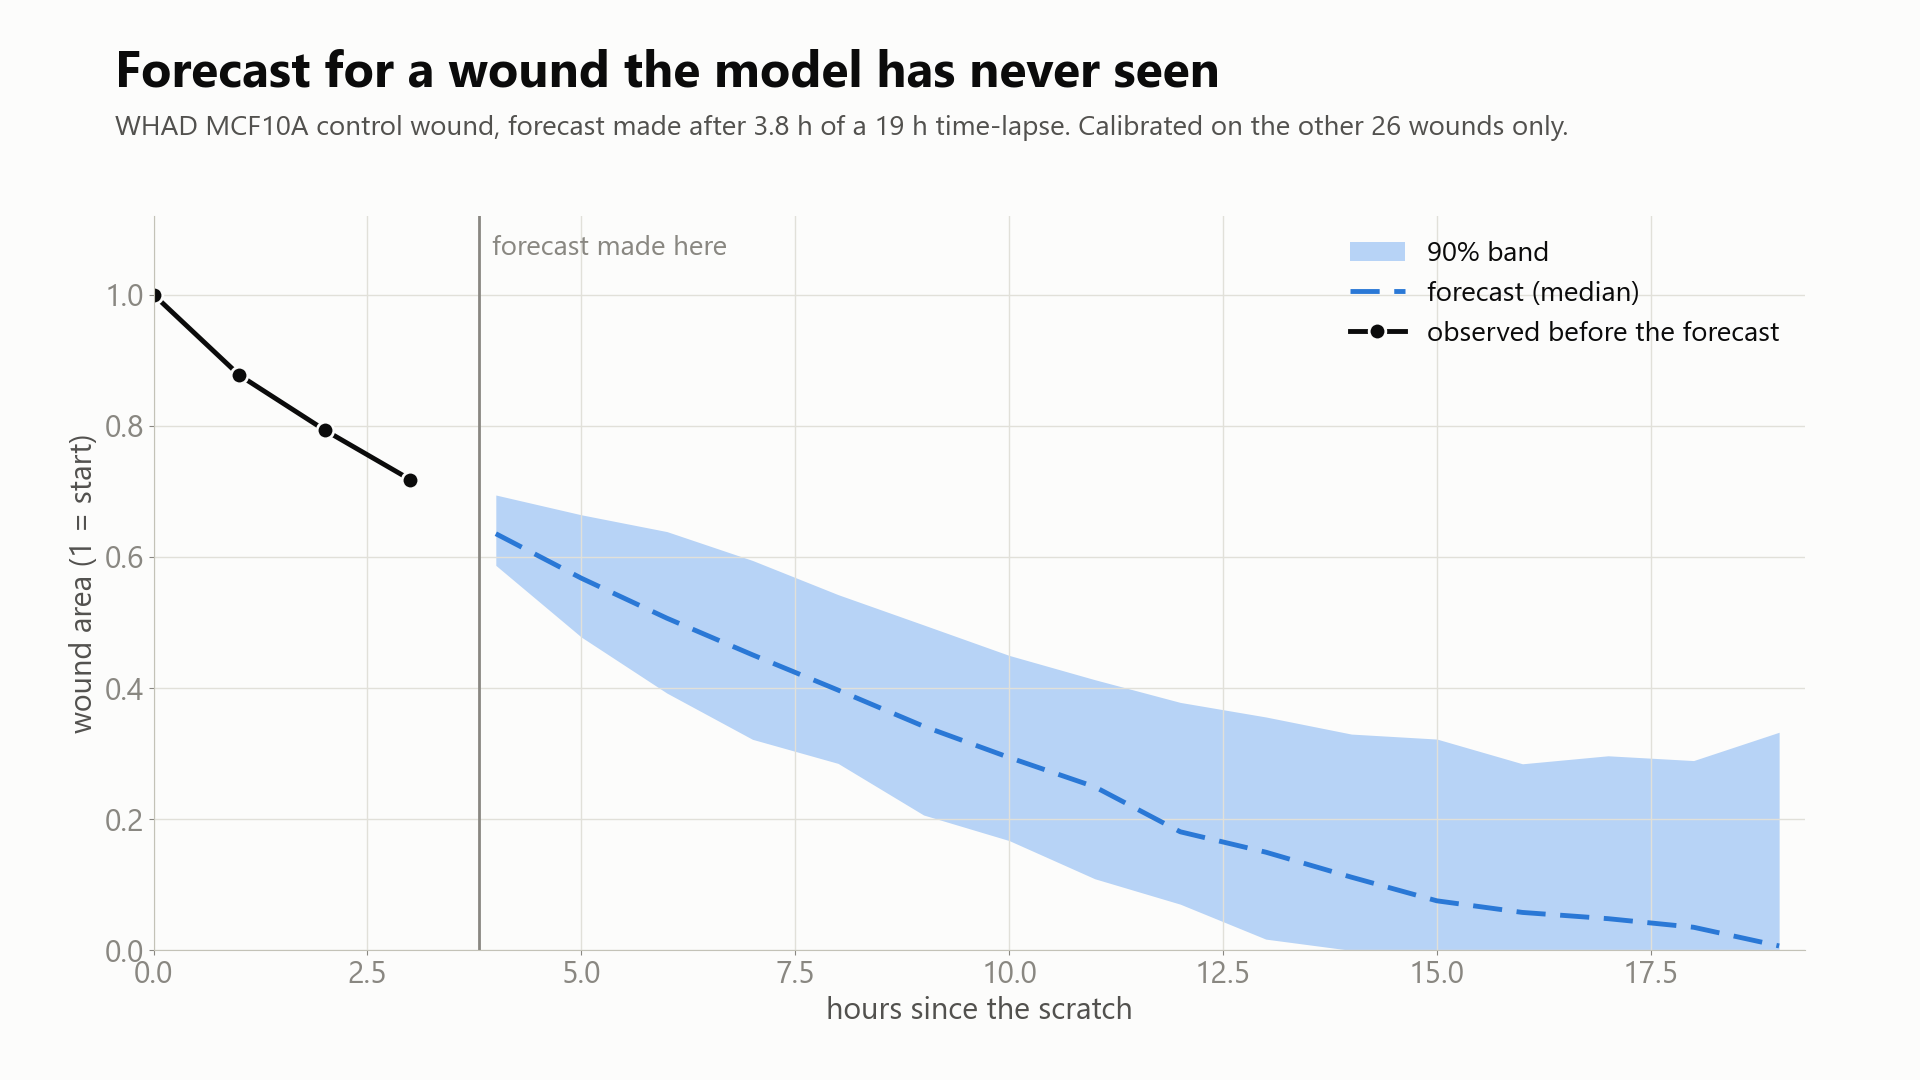 Forecast for a wound the model has never seen
WHAD MCF10A control wound, forecast made after 3.8 h of a 19 h time-lapse. Calibrated on the other 26 wounds only.
forecast made here
90% band
forecast (median)
observed before the forecast
wound area (1 = start)
1.0
0.8
0.6
0.4
0.2
0.0
0.0 2.5 5.0 7.5 10.0 12.5 15.0 17.5
hours since the scratch